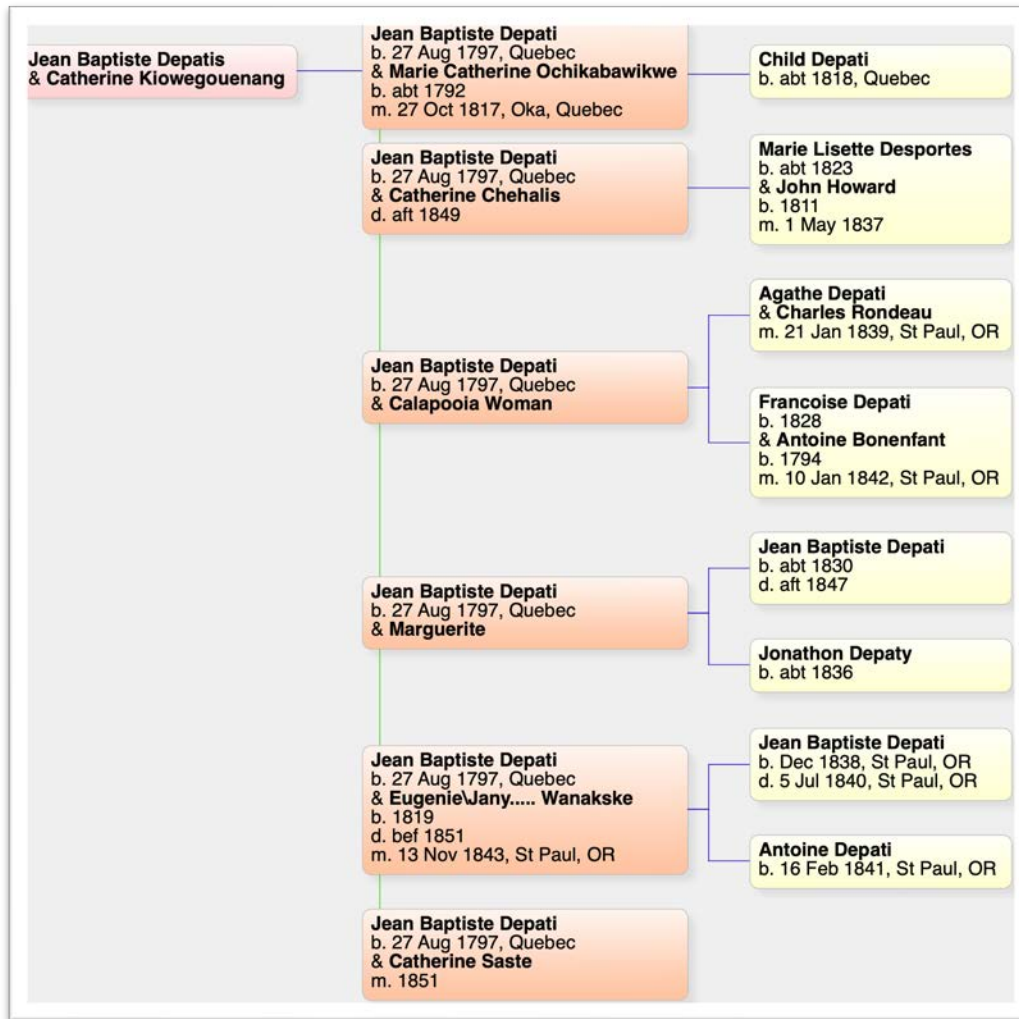 Jean Baptiste Depatis
& Catherine Kiowegouenang
Jean Baptiste Depati
b. 27 Aug 1797, Quebec
& Marie Catherine Ochikabawikwe
b. abt 1792
m. 27 Oct 1817, Oka, Quebec
Child Depati
b. abt 1818, Quebec
Jean Baptiste Depati
b. 27 Aug 1797, Quebec
& Catherine Chehalis
d. aft 1849
Marie Lisette Desportes
b. abt 1823
& John Howard
b. 1811
m. 1 May 1837
Jean Baptiste Depati
b. 27 Aug 1797, Quebec
& Calapooia Woman
Agathe Depati
& Charles Rondeau
m. 21 Jan 1839, St Paul, OR
Francoise Depati
b. 1828
& Antoine Bonenfant
b. 1794
m. 10 Jan 1842, St Paul, OR
Jean Baptiste Depati
b. 27 Aug 1797, Quebec
& Marguerite
Jean Baptiste Depati
b. abt 1830
d. aft 1847
Jonathon Depaty
b. abt 1836
Jean Baptiste Depati
b. 27 Aug 1797, Quebec
& Eugenie\Jany..... Wanakske
b. 1819
d. bef 1851
m. 13 Nov 1843, St Paul, OR
Jean Baptiste Depati
b. Dec 1838, St Paul, OR
d. 5 Jul 1840, St Paul, OR
Antoine Depati
b. 16 Feb 1841, St Paul, OR
Jean Baptiste Depati
b. 27 Aug 1797, Quebec
& Catherine Saste
m. 1851